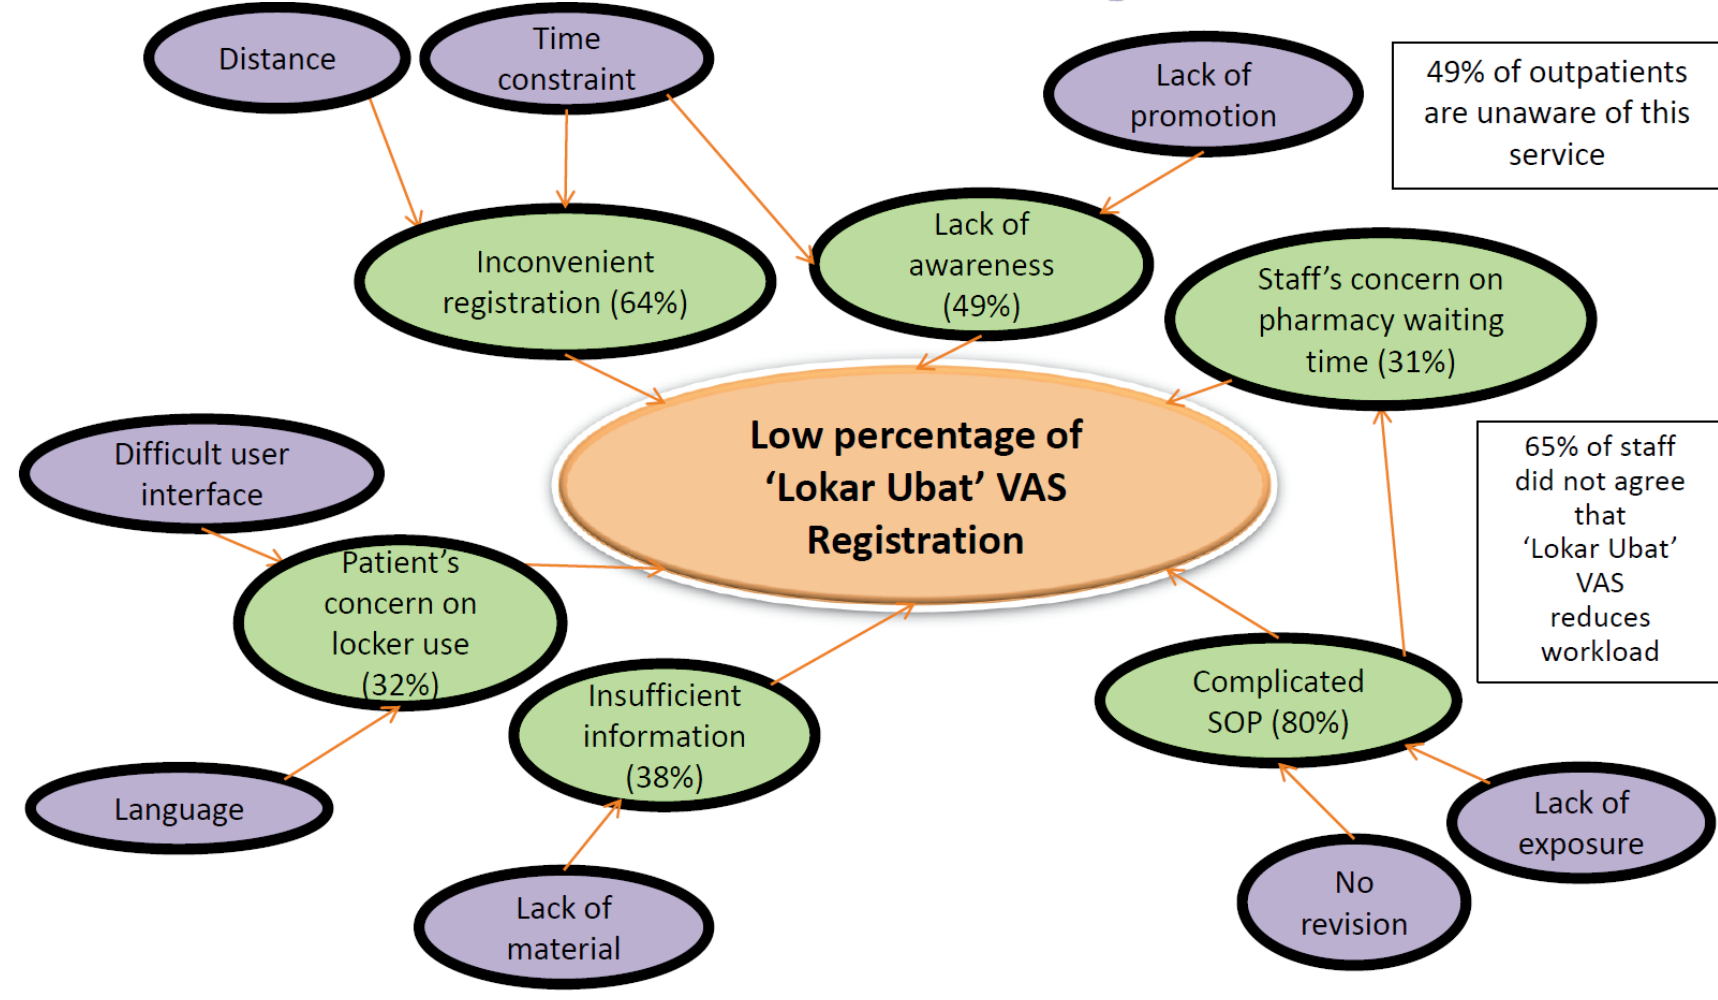 Distance
Time
constraint
Lack of
promotion
49% of outpatients
are unaware of this
service
Inconvenient
registration (64%)
Lack of
awareness
(49%)
Staff’s concern on
pharmacy waiting
time (31%)
Low percentage of
‘Lokar Ubat’ VAS
Registration
Difficult user
interface
Patient’s
concern on
locker use
(32%)
65% of staff
did not agree
that
‘Lokar Ubat’
VAS
reduces
workload
Insufficient
information
(38%)
Complicated
SOP (80%)
Language
Lack of
material
No
revision
Lack of
exposure